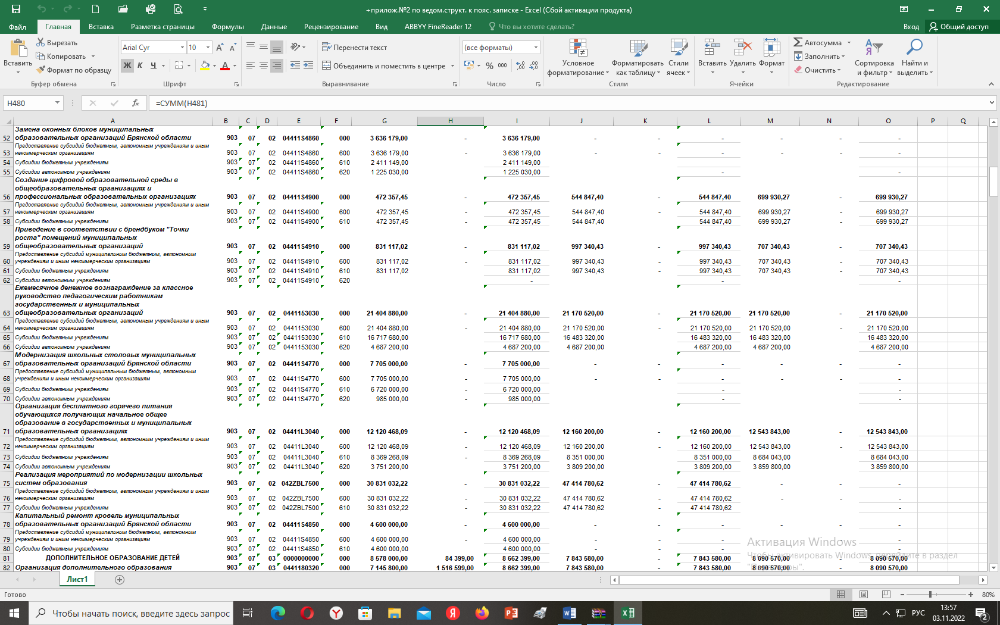 +прилож.№2 по ведом.структ. к пояс. записке - Excel (Сбой активации продукта)
Файл Главная Вставка Разметка страницы Формулы Данные Рецензирование Вид ABBYY FineReader 12 Что вы хотите сделать? Вход Общий доступ
Вставить Вырезать Копировать Формат по образцу Буфер обмена
Arial Cyr 10 Ж К Ч Шрифт
Перенести текст Объединить и поместить в центре Выравнивание
(все форматы) % 000 Число
Условное форматирование Форматировать как таблицу Стили ячеек Стили
Вставить Удалить Формат Ячейки
Автосумма Заполнить Очистить Сортировка и фильтр Найти и выделить Редактирование
H480 fx =СУММ(H481)
A B C D E F G H I J K L M N O P Q
Замена оконных блоков муниципальных
52 образовательных организаций Брянской области 903 07 02 04411S4860 000 3 636 179,00 - 3 636 179,00 - - - - - -
Предоставление субсидий бюджетным, автономным учреждениям и иным
53 некоммерческим организациям 903 07 02 04411S4860 600 3 636 179,00 - 3 636 179,00 - - - - - -
54 Субсидии бюджетным учреждениям 903 07 02 04411S4860 610 2 411 149,00 2 411 149,00
55 Субсидии автономным учреждениям 903 07 02 04411S4860 620 1 225 030,00 1 225 030,00 - -
Создание цифровой образовательной среды в
общеобразовательных организациях и
56 профессиональных образовательных организациях 903 07 02 04411S4900 000 472 357,45 - 472 357,45 544 847,40 - 544 847,40 699 930,27 - 699 930,27
Предоставление субсидий бюджетным, автономным учреждениям и иным
57 некоммерческим организациям 903 07 02 04411S4900 600 472 357,45 - 472 357,45 544 847,40 - 544 847,40 699 930,27 - 699 930,27
58 Субсидии бюджетным учреждениям 903 07 02 04411S4900 610 472 357,45 472 357,45 544 847,40 544 847,40 699 930,27 699 930,27
Приведение в соответствии с брендбуком "Точки
роста" помещений муниципальных
59 общеобразовательных организаций 903 07 02 04411S4910 000 831 117,02 - 831 117,02 997 340,43 - 997 340,43 707 340,43 - 707 340,43
Предоставление субсидий муниципальным бюджетным, автономным
60 учреждениям и иным некоммерческим организациям 903 07 02 04411S4910 600 831 117,02 - 831 117,02 997 340,43 - 997 340,43 707 340,43 - 707 340,43
61 Субсидии бюджетным учреждениям 903 07 02 04411S4910 610 831 117,02 831 117,02 997 340,43 - 997 340,43 707 340,43 - 707 340,43
62 Субсидии автономным учреждениям 903 07 02 04411S4910 620 - - -
Ежемесячное денежное вознаграждение за классное
руководство педагогическим работникам
государственных и муниципальных
63 общеобразовательных организаций 903 07 02 0441153030 000 21 404 880,00 - 21 404 880,00 21 170 520,00 - 21 170 520,00 21 170 520,00 - 21 170 520,00
Предоставление субсидий бюджетным, автономным учреждениям и иным
64 некоммерческим организациям 903 07 02 0441153030 600 21 404 880,00 - 21 404 880,00 21 170 520,00 - 21 170 520,00 21 170 520,00 - 21 170 520,00
65 Субсидии бюджетным учреждениям 903 07 02 0441153030 610 16 717 680,00 16 717 680,00 16 483 320,00 16 483 320,00 16 483 320,00 16 483 320,00
66 Субсидии автономным учреждениям 903 07 02 0441153030 620 4 687 200,00 4 687 200,00 4 687 200,00 4 687 200,00 4 687 200,00 4 687 200,00
Модернизация школьных столовых муниципальных
67 образовательных организаций Брянской области 903 07 02 04411S4770 000 7 705 000,00 - 7 705 000,00 - - - - - -
Предоставление субсидий муниципальным бюджетным, автономным
68 учреждениям и иным некоммерческим организациям 903 07 02 04411S4770 600 7 705 000,00 - 7 705 000,00 - - - - - -
69 Субсидии бюджетным учреждениям 903 07 02 04411S4770 610 6 720 000,00 - 6 720 000,00 - -
70 Субсидии автономным учреждениям 903 07 02 04411S4770 620 985 000,00 - 985 000,00 - -
Организация бесплатного горячего питания
обучающихся получающих начальное общее
образование в государственных и муниципальных
71 образовательных организациях 903 07 02 04411L3040 000 12 120 468,09 - 12 120 468,09 12 160 200,00 - 12 160 200,00 12 543 843,00 - 12 543 843,00
Предоставление субсидий бюджетным, автономным учреждениям и иным
72 некоммерческим организациям 903 07 02 04411L3040 600 12 120 468,09 - 12 120 468,09 12 160 200,00 - 12 160 200,00 12 543 843,00 - 12 543 843,00
73 Субсидии бюджетным учреждениям 903 07 02 04411L3040 610 8 369 268,09 - 8 369 268,09 8 351 000,00 8 351 000,00 8 684 043,00 8 684 043,00
74 Субсидии автономным учреждениям 903 07 02 04411L3040 620 3 751 200,00 3 751 200,00 3 809 200,00 3 809 200,00 3 859 800,00 3 859 800,00
Реализация мероприятий по модернизации школьных
75 систем образования 903 07 02 042ZBL7500 000 30 831 032,22 - 30 831 032,22 47 414 780,62 - 47 414 780,62 - - -
Предоставление субсидий бюджетным, автономным учреждениям и иным
76 некоммерческим организациям 903 07 02 042ZBL7500 600 30 831 032,22 - 30 831 032,22 47 414 780,62 - 47 414 780,62 - - -
77 Субсидии бюджетным учреждениям 903 07 02 042ZBL7500 610 30 831 032,22 - 30 831 032,22 47 414 780,62 47 414 780,62 -
Капитальный ремонт кровель муниципальных
78 образовательных организаций Брянской области 903 07 02 04411S4850 000 4 600 000,00 - 4 600 000,00 - - - - - -
Предоставление субсидий муниципальным бюджетным, автономным
79 учреждениям и иным некоммерческим организациям 903 07 02 04411S4850 600 4 600 000,00 - 4 600 000,00 - - - - - -
80 Субсидии бюджетным учреждениям 903 07 02 04411S4850 610 4 600 000,00 4 600 000,00 - -
81 ДОПОЛНИТЕЛЬНОЕ ОБРАЗОВАНИЕ ДЕТЕЙ 903 07 03 0000000000 000 8 578 000,00 84 399,00 8 662 399,00 7 843 580,00 - 7 843 580,00 8 090 570,00 - 8 090 570,00
82 Организация дополнительного образования 903 07 03 0441180320 000 7 145 800,00 1 516 599,00 8 662 399,00 7 843 580,00 - 7 843 580,00 8 090 570,00 - 8 090 570,00
Активация Windows
Чтобы активировать Windows, перейдите в раздел
"Параметры".
Лист1
Готово 80%
Чтобы начать поиск, введите здесь запрос РУС 13:57
03.11.2022 2